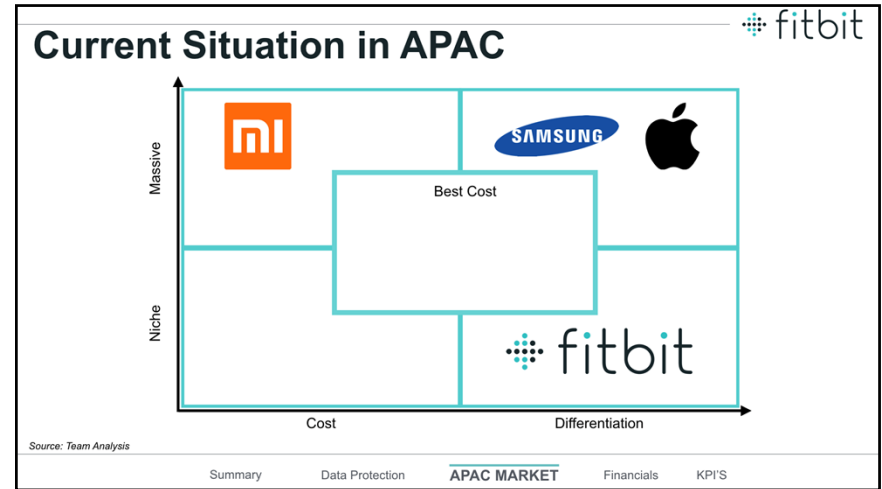 fitbit
Current Situation in APAC
Massive
mi
SAMSUNG
Best Cost
Niche
fitbit
Cost
Differentiation
Source: Team Analysis
Summary
Data Protection
APAC MARKET
Financials
KPI'S